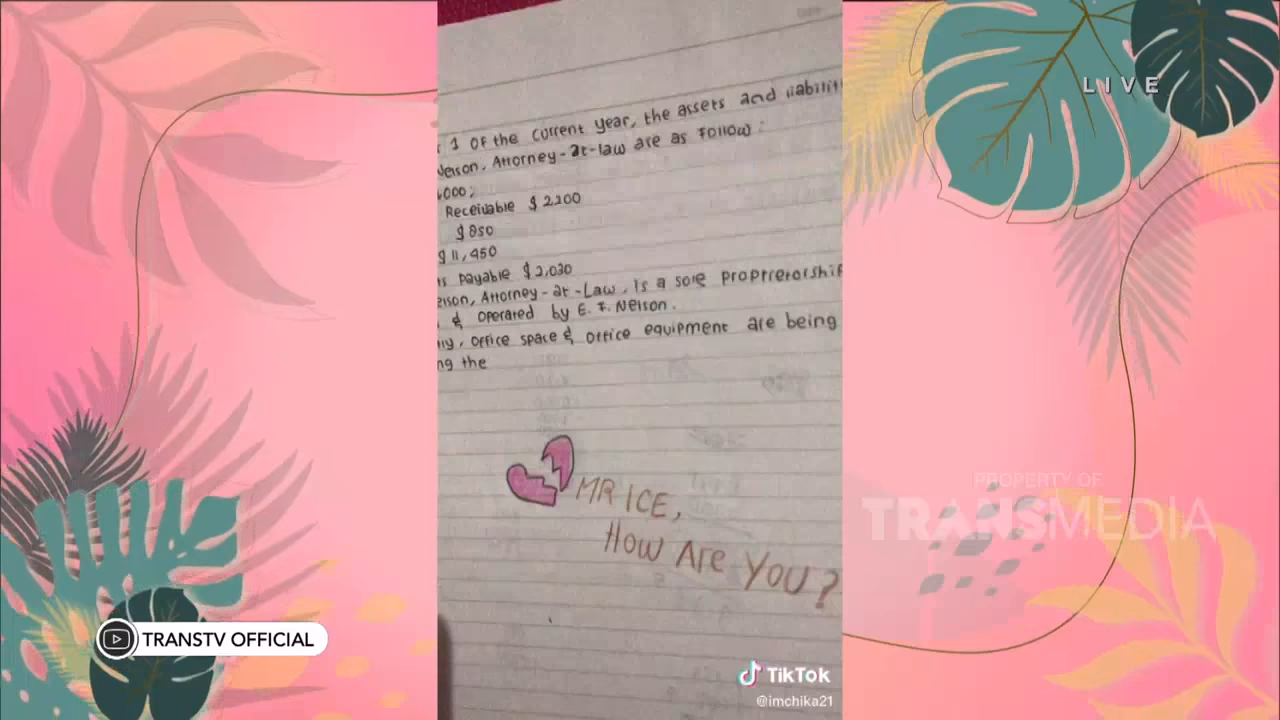 1 of the current year, the assets and liabilit
Attorney-at-law are as follow:
000;
Receivable $2,200
$850
$11,450
Payable $2,030
Attorney-at-Law, is a sole proprietorship
& operated by E. F. Nelson.
office space & office equipment are being
the
MR ICE,
HOW ARE YOU?
LIVE
PROPERTY OF
TRANSMEDIA
TRANSTV OFFICIAL
TikTok
@imchika21